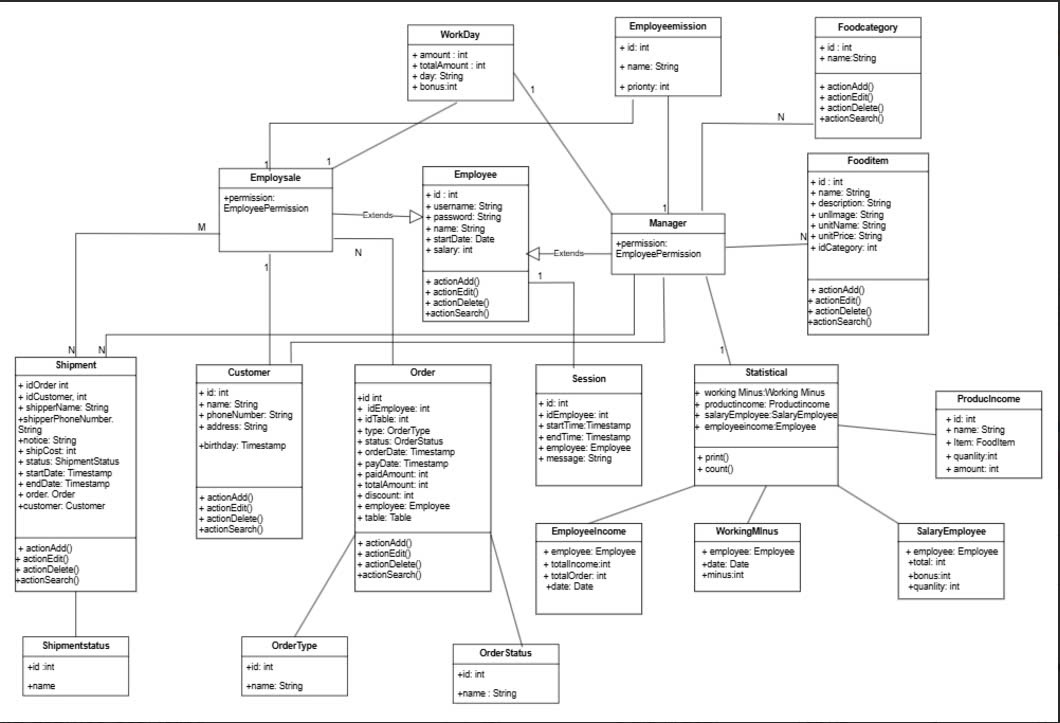 WorkDay
+ amount : int
+ totalAmount : int
+ day: String
+ bonus:int
Employeemission
+ id: int
+ name: String
+ prionty: int
Foodcategory
+ id : int
+ name:String
+ actionAdd()
+ actionEdit()
+ actionDelete()
+actionSearch()
1
N
1
1
1
Employsale
+permission:
EmployeePermission
Employee
+ id : int
+ username: String
+ password: String
+ name: String
+ startDate: Date
+ salary: int
+ actionAdd()
+ actionEdit()
+ actionDelete()
+actionSearch()
Extends
Extends
Manager
+permission:
EmployeePermission
Fooditem
+ id : int
+ name: String
+ description: String
+ unlImage: String
+ unitName: String
+ unitPrice: String
+ idCategory: int
+ actionAdd()
+ actionEdit()
+ actionDelete()
+actionSearch()
N
M
N
1
1
N
N
1
Shipment
+ idOrder int
+ idCustomer, int
+ shipperName: String
+shipperPhoneNumber.
String
+notice: String
+ shipCost: int
+ status: ShipmentStatus
+ startDate: Timestamp
+ endDate: Timestamp
+ order. Order
+customer: Customer
+ actionAdd()
+ actionEdit()
+ actionDelete()
+actionSearch()
Customer
+ id: int
+ name: String
+ phoneNumber: String
+ address: String
+birthday: Timestamp
+ actionAdd()
+ actionEdit()
+ actionDelete()
+actionSearch()
Order
+id int
+ idEmployee: int
+ idTable: int
+ type: OrderType
+ status: OrderStatus
+ orderDate: Timestamp
+ payDate: Timestamp
+ paidAmount: int
+ totalAmount: int
+ discount: int
+ employee: Employee
+ table: Table
+ actionAdd()
+ actionEdit()
+ actionDelete()
+actionSearch()
Session
+ id: int
+ idEmployee: int
+ startTime:Timestamp
+ endTime: Timestamp
+ employee: Employee
+ message: String
Statistical
+ working Minus:Working Minus
+ productincome: Productincome
+ salaryEmployee:SalaryEmployee
+ employeeincome:Employee
+ print()
+ count()
ProducIncome
+ id: int
+ name: String
+ Item: FoodItem
+ quanlity:int
+ amount: int
EmployeeIncome
+ employee: Employee
+ totalIncome:int
+ totalOrder: int
+date: Date
WorkingMInus
+ employee: Employee
+date: Date
+minus:int
SalaryEmployee
+ employee: Employee
+total: int
+bonus:int
+quanlity: int
Shipmentstatus
+id :int
+name
OrderType
+id: int
+name: String
OrderStatus
+id: int
+name : String